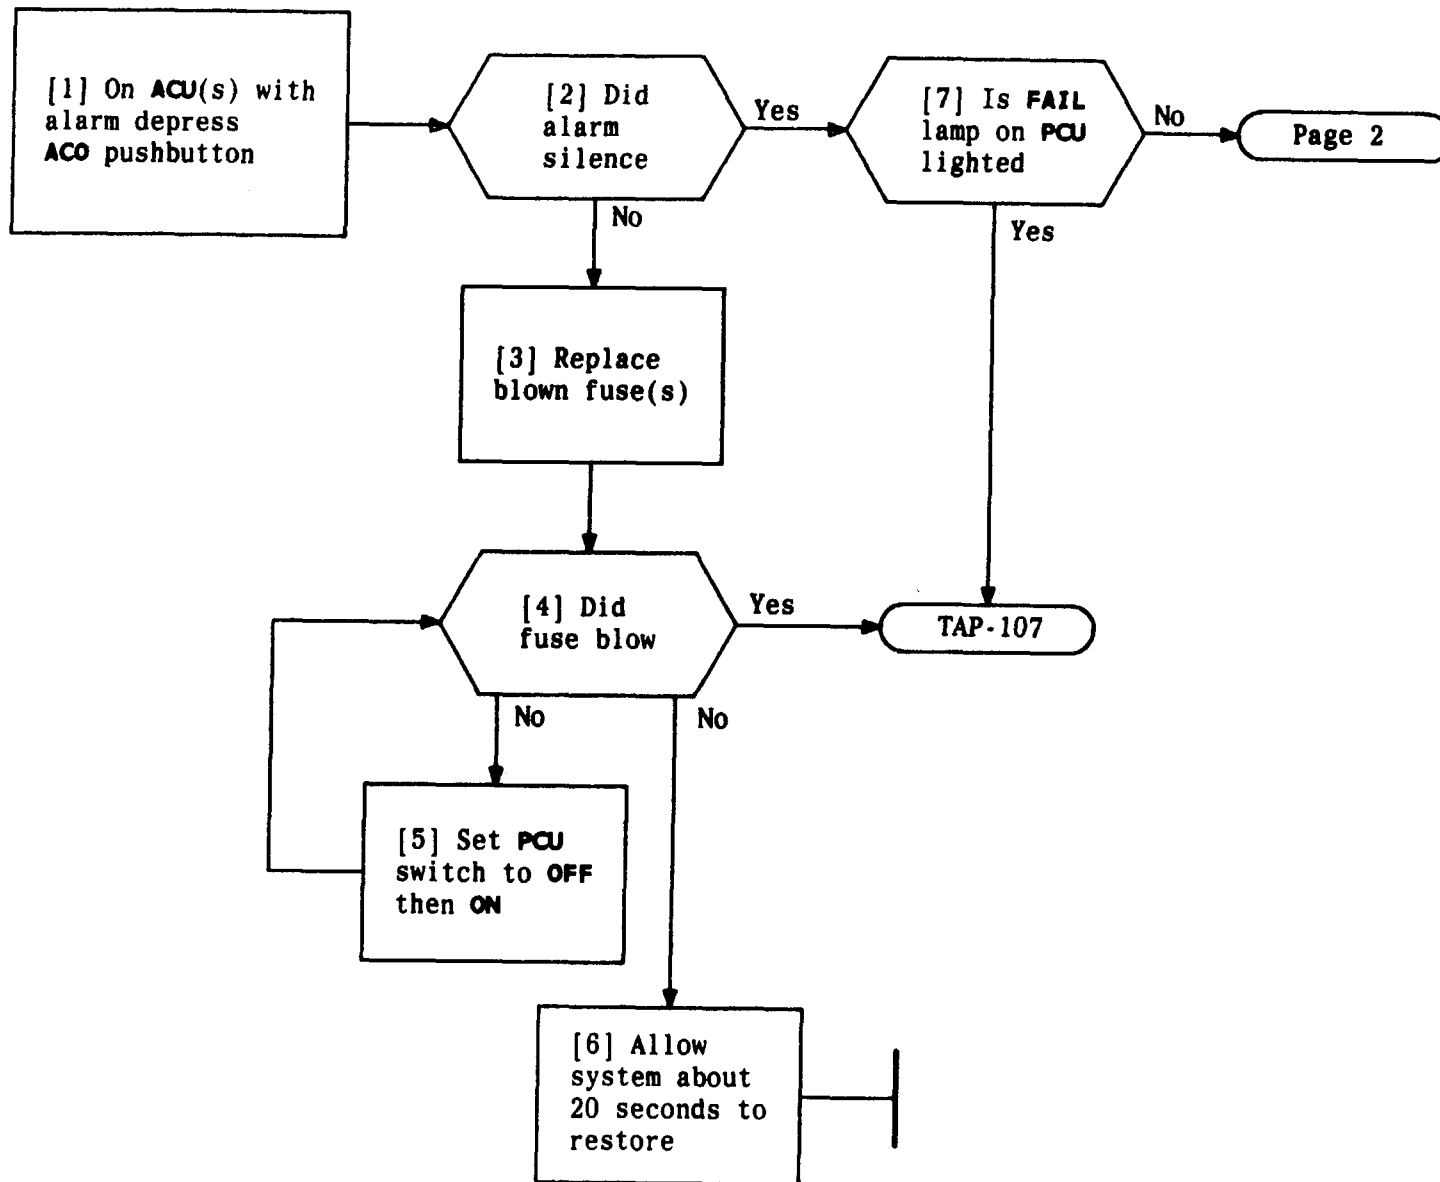 [1] On ACU(s) with
alarm depress
ACO pushbutton
[2] Did
alarm
silence
Yes
No
[7] Is FAIL
lamp on PCU
lighted
No
Yes
Page 2
[3] Replace
blown fuse(s)
[4] Did
fuse blow
Yes
No
No
TAP-107
[5] Set PCU
switch to OFF
then ON
[6] Allow
system about
20 seconds to
restore